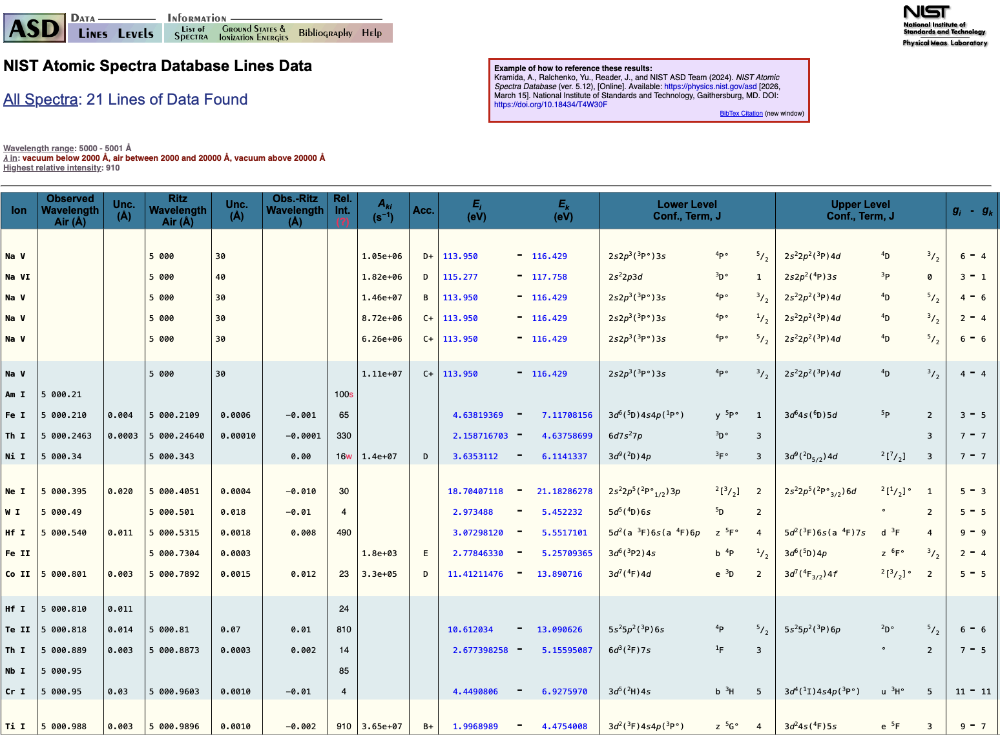 ASD
DATA
LINES LEVELS
INFORMATION
LIST OF SPECTRA
GROUND STATES & IONIZATION ENERGIES
BIBLIOGRAPHY
HELP
NIST
National Institute of
Standards and Technology
Physical Meas. Laboratory
NIST Atomic Spectra Database Lines Data
All Spectra: 21 Lines of Data Found
Example of how to reference these results:
Kramida, A., Ralchenko, Yu., Reader, J., and NIST ASD Team (2024). NIST Atomic
Spectra Database (ver. 5.12), [Online]. Available: https://physics.nist.gov/asd [2026,
March 15]. National Institute of Standards and Technology, Gaithersburg, MD. DOI:
https://doi.org/10.18434/T4W30F
BibTex Citation (new window)
Wavelength range: 5000 - 5001 Å
λ in: vacuum below 2000 Å, air between 2000 and 20000 Å, vacuum above 20000 Å
Highest relative intensity: 910
Ion | Observed Wavelength Air (Å) | Unc. (Å) | Ritz Wavelength Air (Å) | Unc. (Å) | Obs.-Ritz Wavelength (Å) | Rel. Int. (?) | Aki (s⁻¹) | Acc. | Ei (eV) | Ek (eV) | Lower Level Conf., Term, J | Upper Level Conf., Term, J | gi - gk
Na V 5 000 30 1.05e+06 D+ 113.950 - 116.429 2s2p³(³P°)3s ⁴P° ⁵/₂ 2s²2p²(³P)4d ⁴D ³/₂ 6 - 4
Na VI 5 000 40 1.82e+06 D 115.277 - 117.758 2s²2p3d ³D° 1 2s2p²(⁴P)3s ³P 0 3 - 1
Na V 5 000 30 1.46e+07 B 113.950 - 116.429 2s2p³(³P°)3s ⁴P° ³/₂ 2s²2p²(³P)4d ⁴D ⁵/₂ 4 - 6
Na V 5 000 30 8.72e+06 C+ 113.950 - 116.429 2s2p³(³P°)3s ⁴P° ¹/₂ 2s²2p²(³P)4d ⁴D ³/₂ 2 - 4
Na V 5 000 30 6.26e+06 C+ 113.950 - 116.429 2s2p³(³P°)3s ⁴P° ⁵/₂ 2s²2p²(³P)4d ⁴D ⁵/₂ 6 - 6
Na V 5 000 30 1.11e+07 C+ 113.950 - 116.429 2s2p³(³P°)3s ⁴P° ³/₂ 2s²2p²(³P)4d ⁴D ³/₂ 4 - 4
Am I 5 000.21 100s
Fe I 5 000.210 0.004 5 000.2109 0.0006 -0.001 65 4.63819369 - 7.11708156 3d⁶(⁵D)4s4p(¹P°) y ⁵P° 1 3d⁶4s(⁶D)5d ⁵P 2 3 - 5
Th I 5 000.2463 0.0003 5 000.24640 0.00010 -0.0001 330 2.158716703 - 4.63758699 6d7s²7p ³D° 3 3 7 - 7
Ni I 5 000.34 5 000.343 0.00 16w 1.4e+07 D 3.6353112 - 6.1141337 3d⁹(²D)4p ³F° 3 3d⁹(²D₅/₂)4d ²[⁷/₂] 3 7 - 7
Ne I 5 000.395 0.020 5 000.4051 0.0004 -0.010 30 18.70407118 - 21.18286278 2s²2p⁵(²P°₁/₂)3p ²[³/₂] 2 2s²2p⁵(²P°₃/₂)6d ²[¹/₂]° 1 5 - 3
W I 5 000.49 5 000.501 0.018 -0.01 4 2.973488 - 5.452232 5d⁵(⁴D)6s ⁵D 2 ° 2 5 - 5
Hf I 5 000.540 0.011 5 000.5315 0.0018 0.008 490 3.07298120 - 5.5517101 5d²(a ³F)6s(a ⁴F)6p z ⁵F° 4 5d²(³F)6s(a ⁴F)7s d ³F 4 9 - 9
Fe II 5 000.7304 0.0003 1.8e+03 E 2.77846330 - 5.25709365 3d⁶(³P2)4s b ⁴P ¹/₂ 3d⁶(⁵D)4p z ⁶F° ³/₂ 2 - 4
Co II 5 000.801 0.003 5 000.7892 0.0015 0.012 23 3.3e+05 D 11.41211476 - 13.890716 3d⁷(⁴F)4d e ³D 2 3d⁷(⁴F₃/₂)4f ²[³/₂]° 2 5 - 5
Hf I 5 000.810 0.011 24
Te II 5 000.818 0.014 5 000.81 0.07 0.01 810 10.612034 - 13.090626 5s²5p²(³P)6s ⁴P ⁵/₂ 5s²5p²(³P)6p ²D° ⁵/₂ 6 - 6
Th I 5 000.889 0.003 5 000.8873 0.0003 0.002 14 2.677398258 - 5.15595087 6d³(²F)7s ¹F 3 ° 2 7 - 5
Nb I 5 000.95 85
Cr I 5 000.95 0.03 5 000.9603 0.0010 -0.01 4 4.4490806 - 6.9275970 3d⁵(²H)4s b ³H 5 3d⁴(¹I)4s4p(³P°) u ³H° 5 11 - 11
Ti I 5 000.988 0.003 5 000.9896 0.0010 -0.002 910 3.65e+07 B+ 1.9968989 - 4.4754008 3d²(³F)4s4p(³P°) z ⁵G° 4 3d²4s(⁴F)5s e ⁵F 3 9 - 7